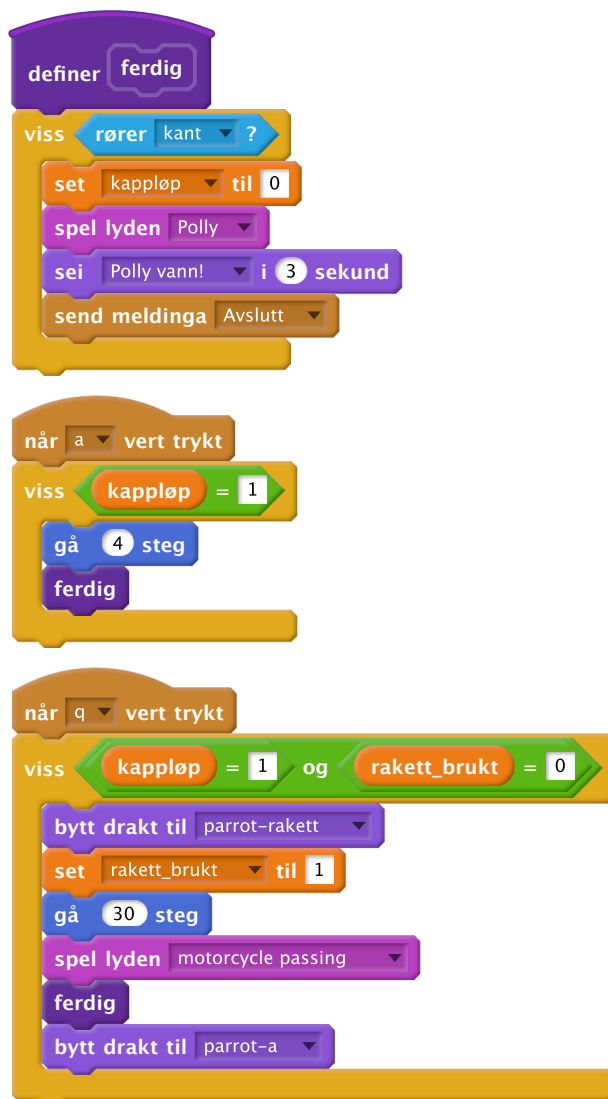 definer ferdig
viss rører kant ?
set kappløp til 0
spel lyden Polly
sei Polly vann! i 3 sekund
send meldinga Avslutt
når a vert trykt
viss kappløp = 1
gå 4 steg
ferdig
når q vert trykt
viss kappløp = 1 og rakett_brukt = 0
bytt drakt til parrot-rakett
set rakett_brukt til 1
gå 30 steg
spel lyden motorcycle passing
ferdig
bytt drakt til parrot-a